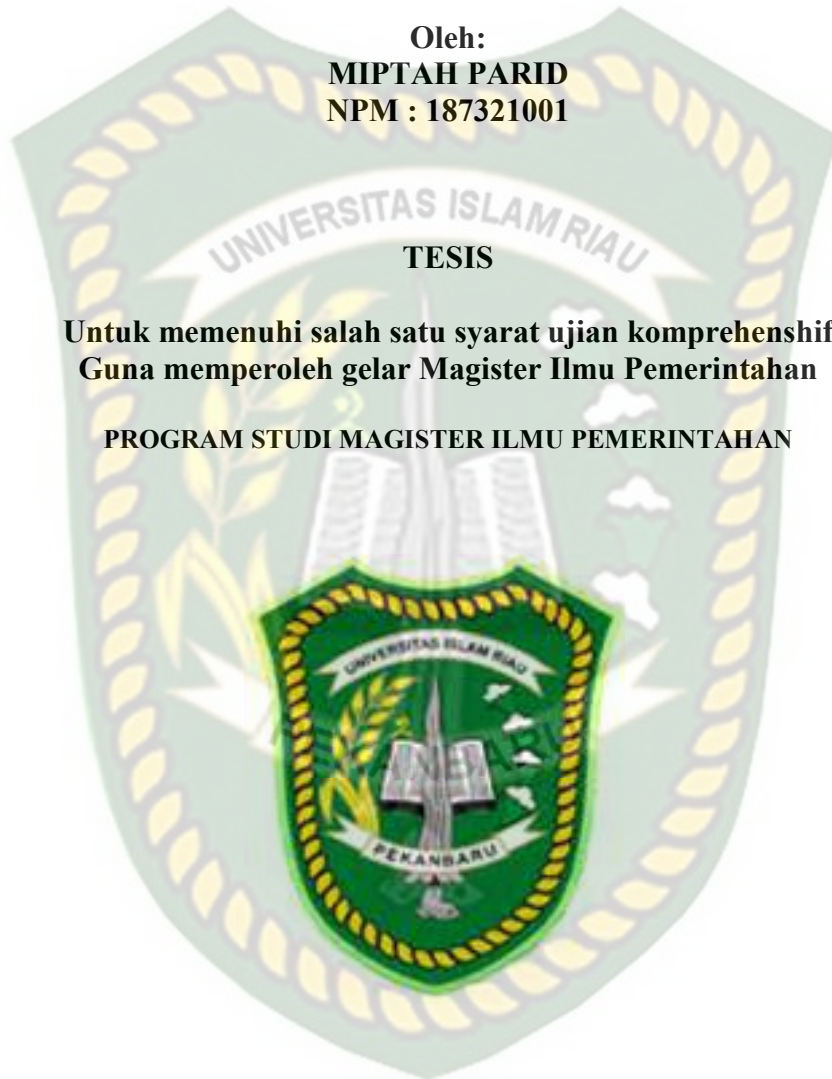 Oleh:
MIPTAH PARID
NPM : 187321001
UNIVERSITAS ISLAM RIAU
TESIS
Untuk memenuhi salah satu syarat ujian komprehenshif
Guna memperoleh gelar Magister Ilmu Pemerintahan
PROGRAM STUDI MAGISTER ILMU PEMERINTAHAN
UNIVERSITAS ISLAM RIAU
PEKANBARU
PEKANBARU